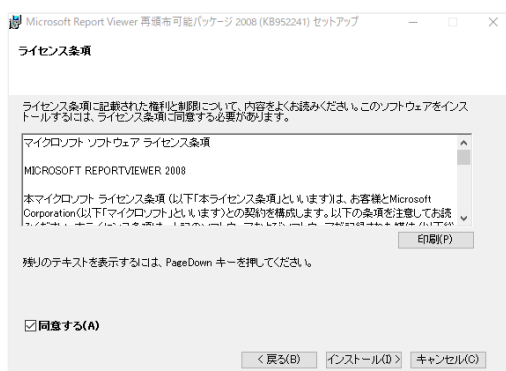 Microsoft Report Viewer 再頒布可能パッケージ 2008 (KB952241) セットアップ
ライセンス条項
ライセンス条項に記載された権利と制限について、内容をよくお読みください。このソフトウェアをインス
トールするには、ライセンス条項に同意する必要があります。
マイクロソフト ソフトウェア ライセンス条項
MICROSOFT REPORTVIEWER 2008
本マイクロソフト ライセンス条項 (以下「本ライセンス条項」といいます)は、お客様とMicrosoft
Corporation(以下「マイクロソフト」といいます)との契約を構成します。以下の条項を注意してお読
印刷(P)
残りのテキストを表示するには、PageDown キーを押してください。
同意する(A)
< 戻る(B)
インストール(I) >
キャンセル(C)